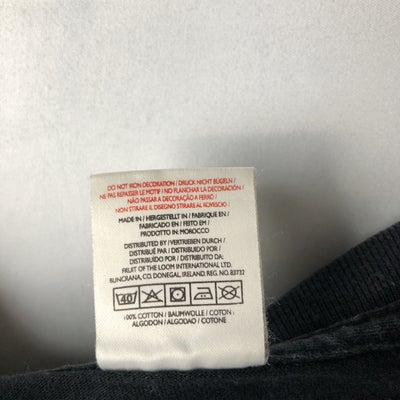 DO NOT IRON DECORATION / DRUCK NICHT BÜGELN /
NE PAS REPASSER LE MOTIF / NO PLANCHAR LA DECORACIÓN /
NÃO PASSAR A DECORAÇÃO A FERRO /
NON STIRARE IL DISEGNO STIRARE AL ROVESCIO
MADE IN / HERGESTELLT IN / FABRIQUE EN /
FABRICADO EN / FEITO EM /
PRODOTTO IN: MOROCCO
DISTRIBUTED BY / VERTRIEBEN DURCH /
DISTRIBUÉ PAR / DISTRIBUIDO POR /
DISTRIBUIDO POR / DISTRIBUITO DA:
FRUIT OF THE LOOM INTERNATIONAL LTD.
BUNCRANA, CO. DONEGAL, IRELAND. REG. NO. 83732
40
100% COTTON / BAUMWOLLE / COTON
ALGODON / ALGODAO / COTONE